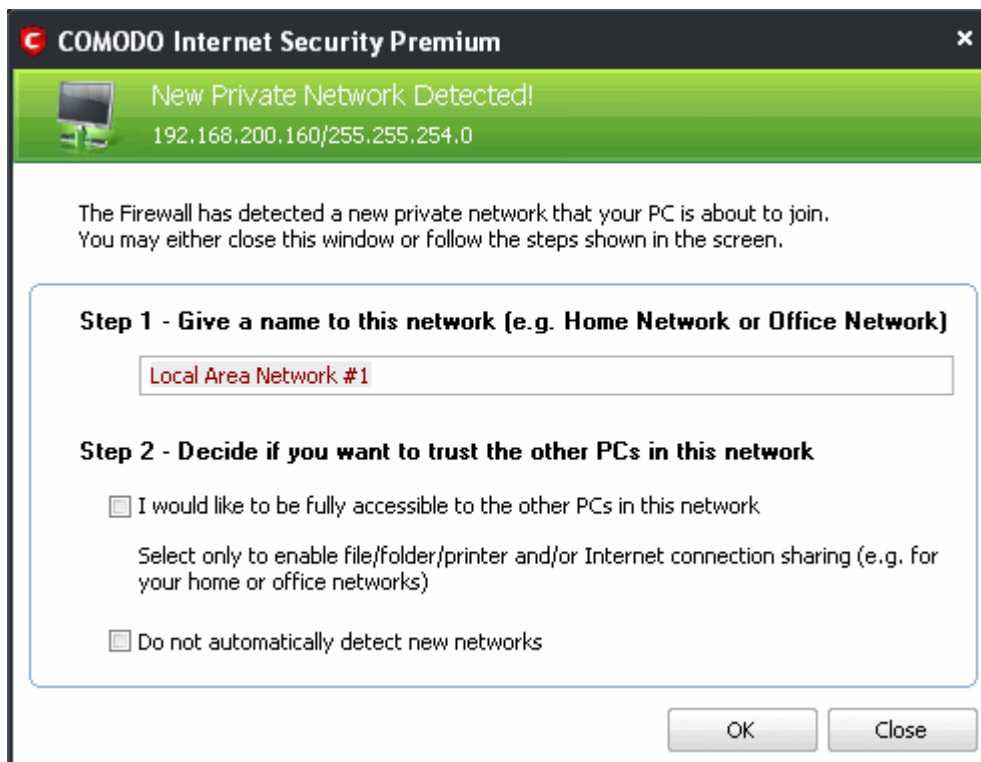 COMODO Internet Security Premium
New Private Network Detected!
192.168.200.160/255.255.254.0
The Firewall has detected a new private network that your PC is about to join.
You may either close this window or follow the steps shown in the screen.
Step 1 - Give a name to this network (e.g. Home Network or Office Network)
Local Area Network #1
Step 2 - Decide if you want to trust the other PCs in this network
I would like to be fully accessible to the other PCs in this network
Select only to enable file/folder/printer and/or Internet connection sharing (e.g. for
your home or office networks)
Do not automatically detect new networks
OK Close